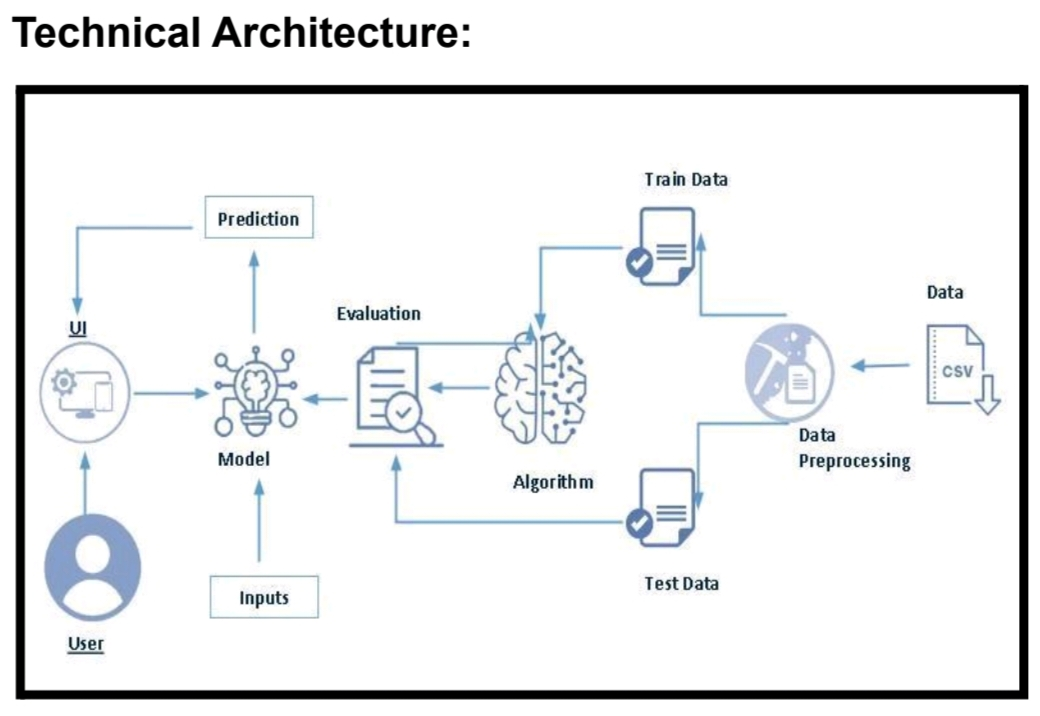 Technical Architecture:
Train Data
Prediction
Data
Evaluation
UI
CSV
Data
Preprocessing
Model
Algorithm
Test Data
Inputs
User